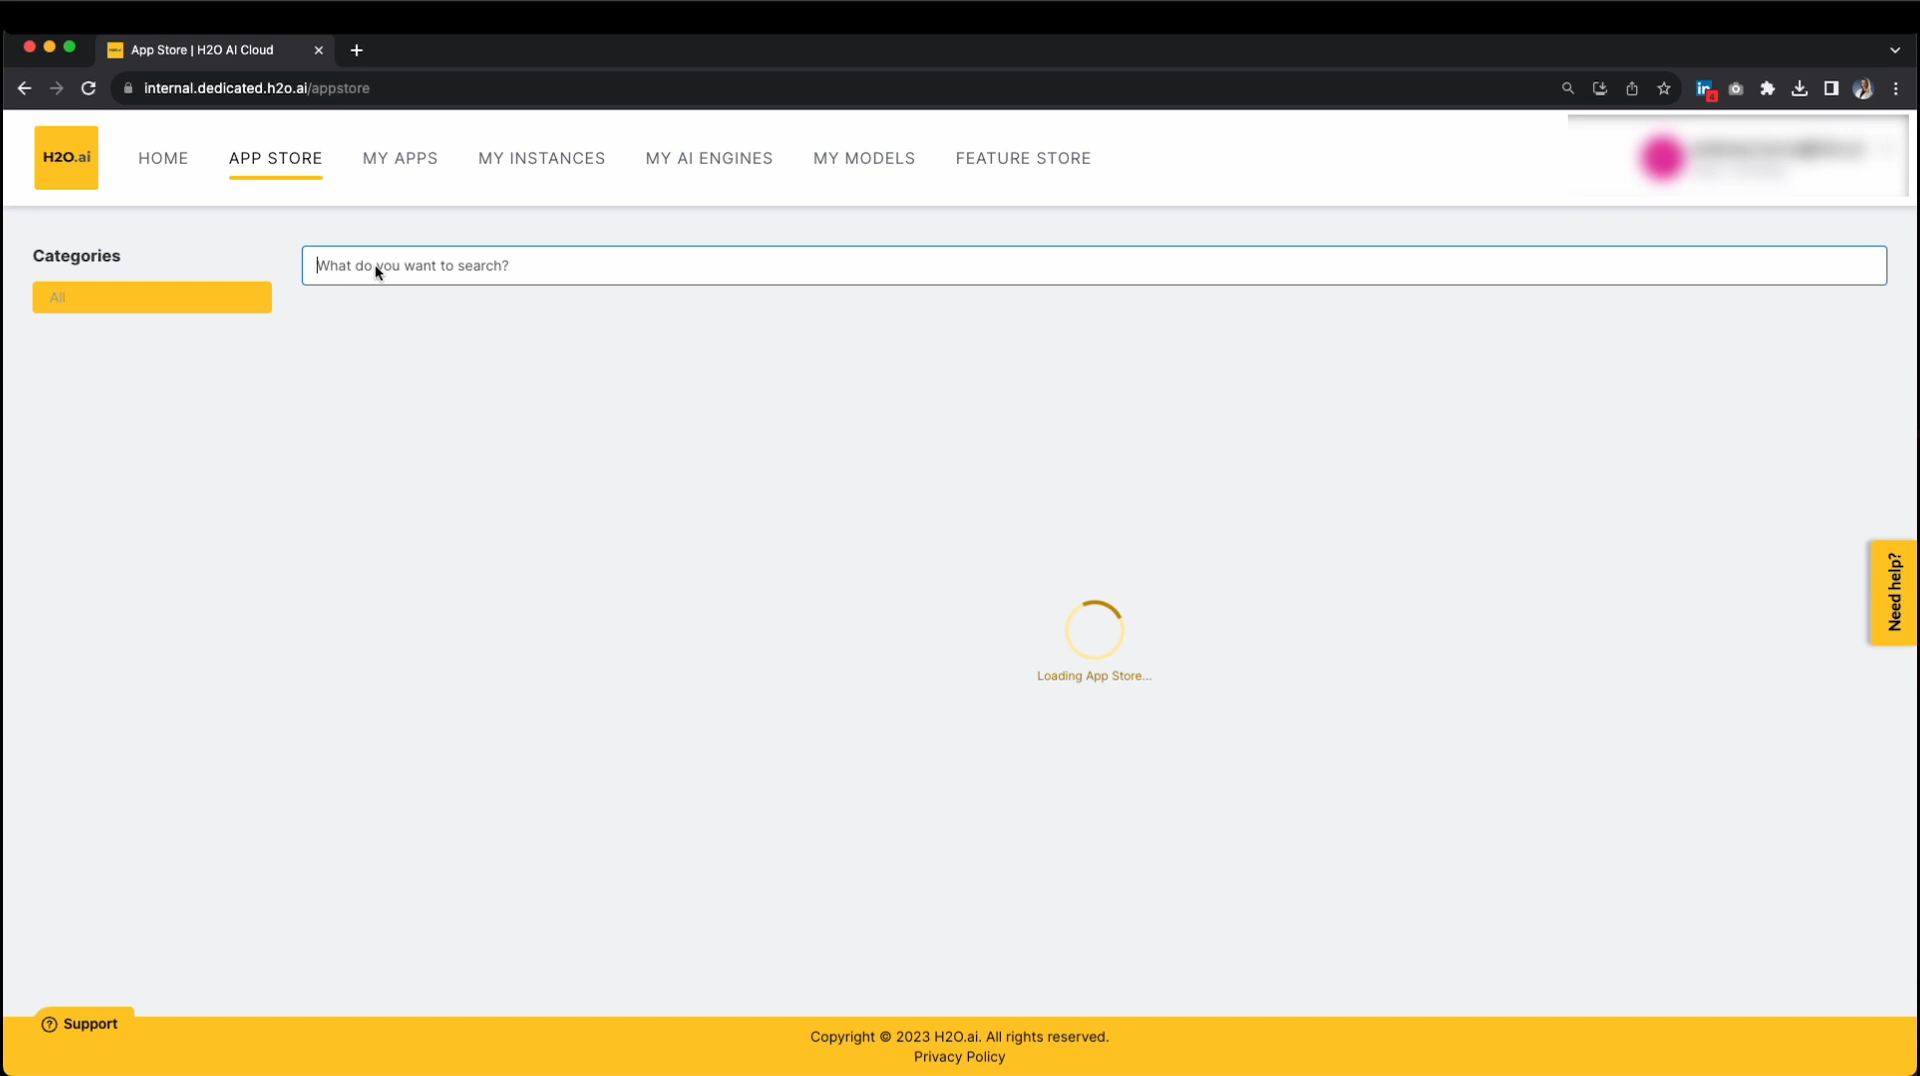 App Store | H2O AI Cloud
internal.dedicated.h2o.ai/appstore
in
4
H2O.ai
HOME
APP STORE
MY APPS
MY INSTANCES
MY AI ENGINES
MY MODELS
FEATURE STORE
Categories
What do you want to search?
All
Need help?
Loading App Store...
Support
Copyright © 2023 H2O.ai. All rights reserved.
Privacy Policy